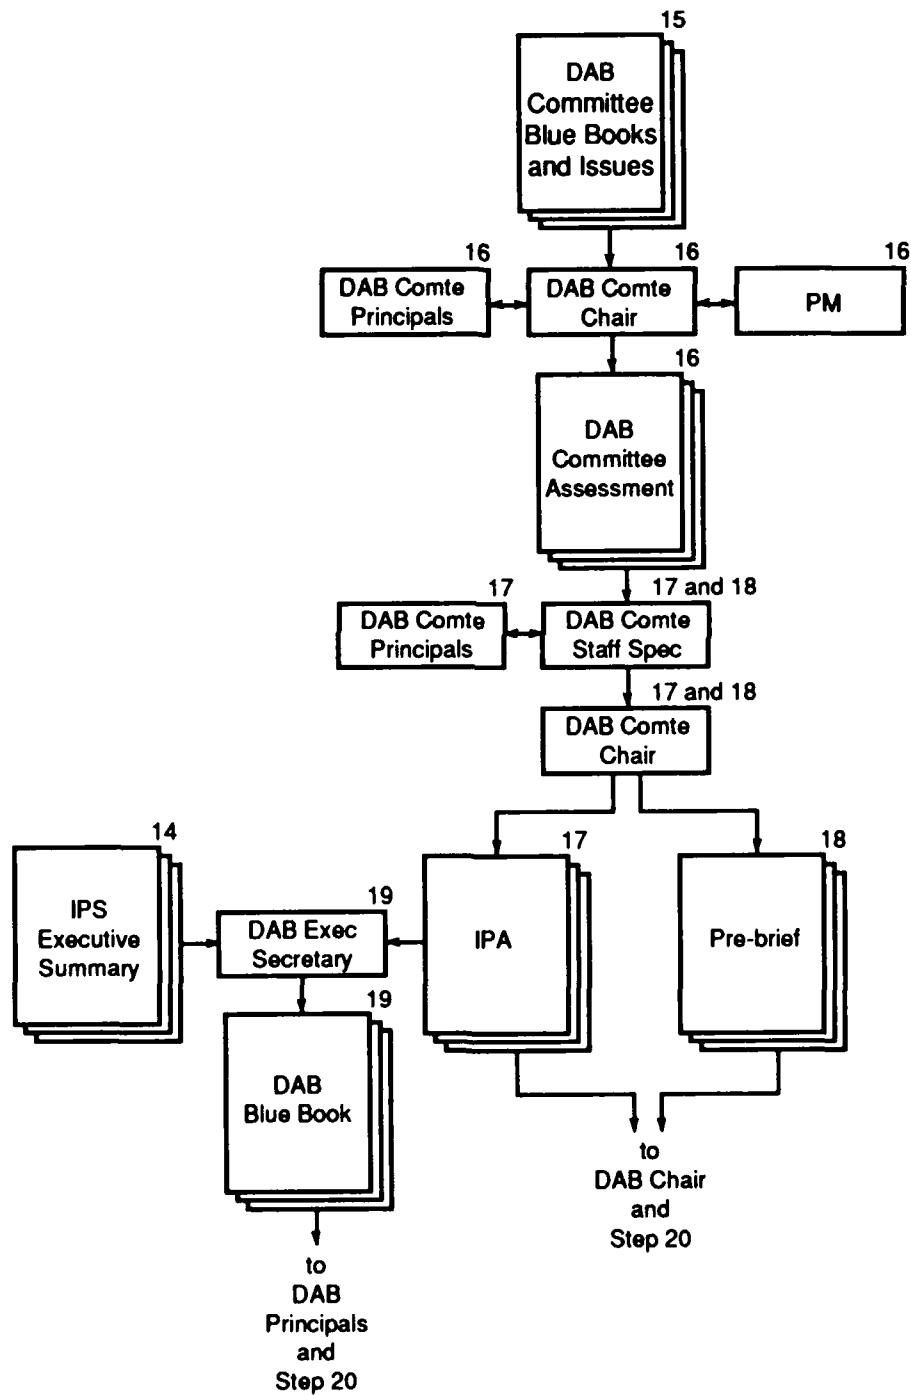 15
DAB
Committee
Blue Books
and Issues
16
DAB Comte
Principals
16
DAB Comte
Chair
16
PM
16
DAB
Committee
Assessment
17
DAB Comte
Principals
17 and 18
DAB Comte
Staff Spec
17 and 18
DAB Comte
Chair
14
IPS
Executive
Summary
19
DAB Exec
Secretary
17
IPA
18
Pre-brief
19
DAB
Blue Book
to
DAB Chair
and
Step 20
to
DAB
Principals
and
Step 20